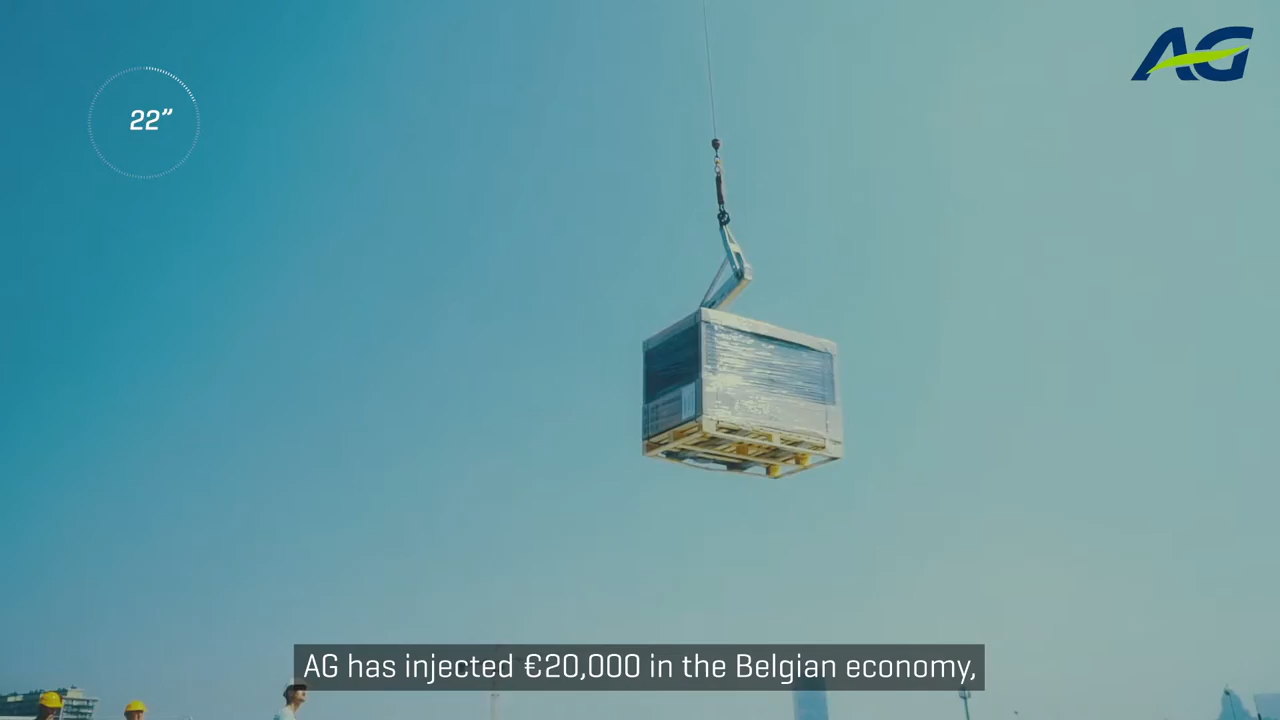 AG
22”
AG has injected €20,000 in the Belgian economy,